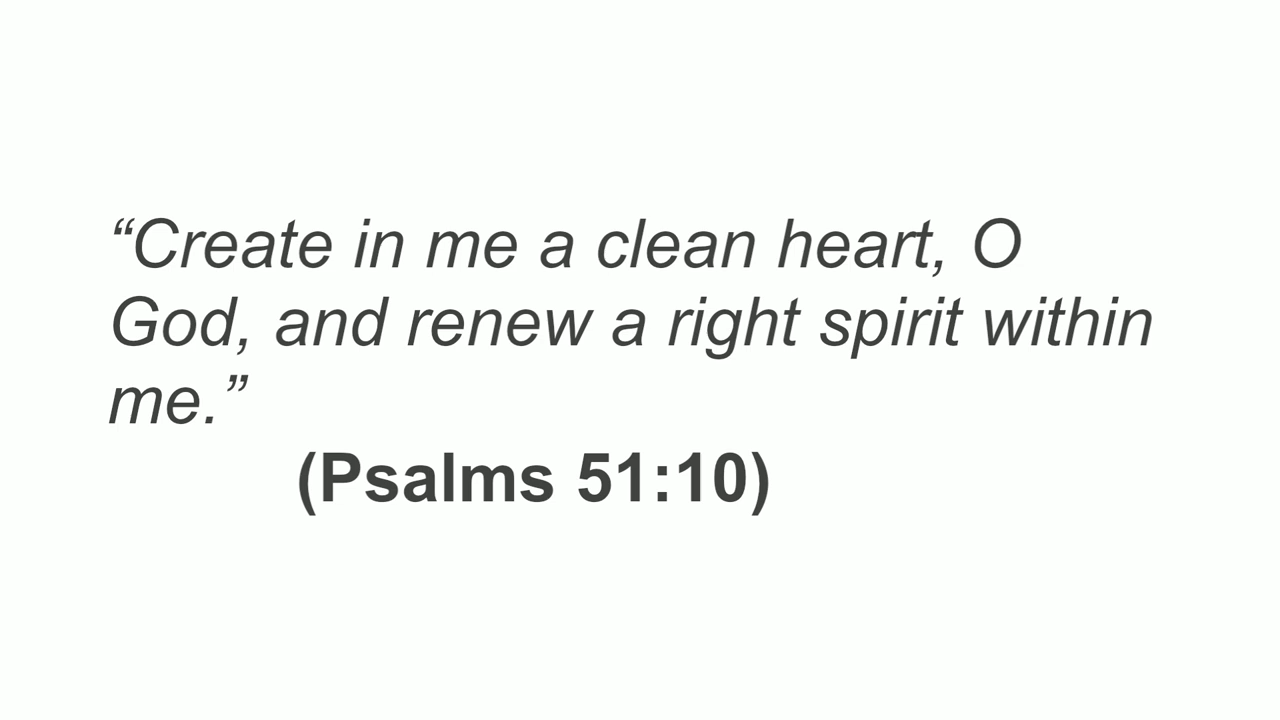 “Create in me a clean heart, O
God, and renew a right spirit within
me.”
(Psalms 51:10)